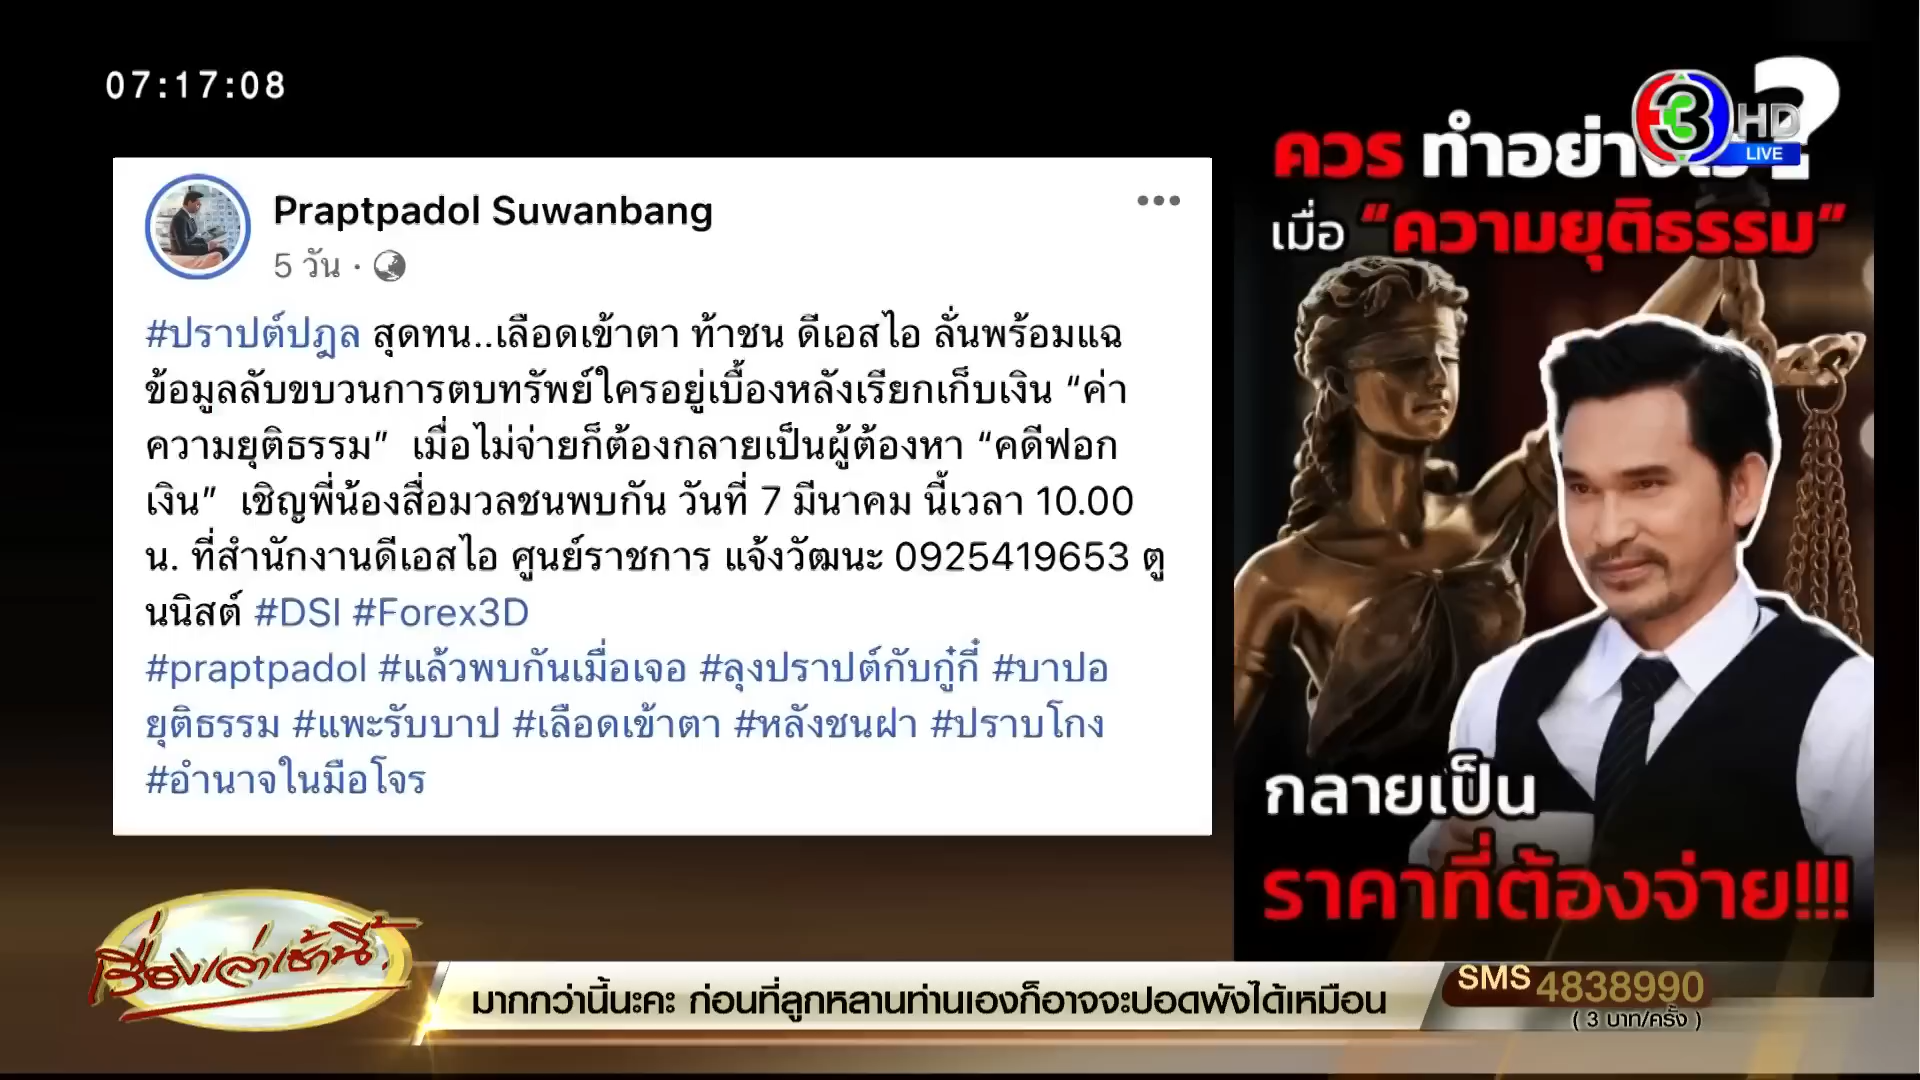 07:17:08
3 HD
LIVE
Praptpadol Suwanbang
5 วัน ·
#ปราปต์ปฎล สุดทน..เลือดเข้าตา ท้าชน ดีเอสไอ ลั่นพร้อมแฉ
ข้อมูลลับขบวนการตบทรัพย์ใครอยู่เบื้องหลังเรียกเก็บเงิน “ค่า
ความยุติธรรม” เมื่อไม่จ่ายก็ต้องกลายเป็นผู้ต้องหา “คดีฟอก
เงิน” เชิญพี่น้องสื่อมวลชนพบกัน วันที่ 7 มีนาคม นี้เวลา 10.00
น. ที่สำนักงานดีเอสไอ ศูนย์ราชการ แจ้งวัฒนะ 0925419653 ตู
นนิสต์ #DSI #Forex3D
#praptpadol #แล้วพบกันเมื่อเจอ #ลุงปราปต์กับกู๋กี๋ #บาปอ
ยุติธรรม #แพะรับบาป #เลือดเข้าตา #หลังชนฝา #ปราบโกง
#อำนาจในมือโจร
ควร ?
เมื่อ “ความยุติธรรม”
กลายเป็น
ราคาที่ต้องจ่าย!!!
เรื่องเล่าเช้านี้
มากกว่านี้นะคะ ก่อนที่ลูกหลานท่านเองก็อาจจะปอดพังได้เหมือน
SMS 4838990
( 3 บาท/ครั้ง )